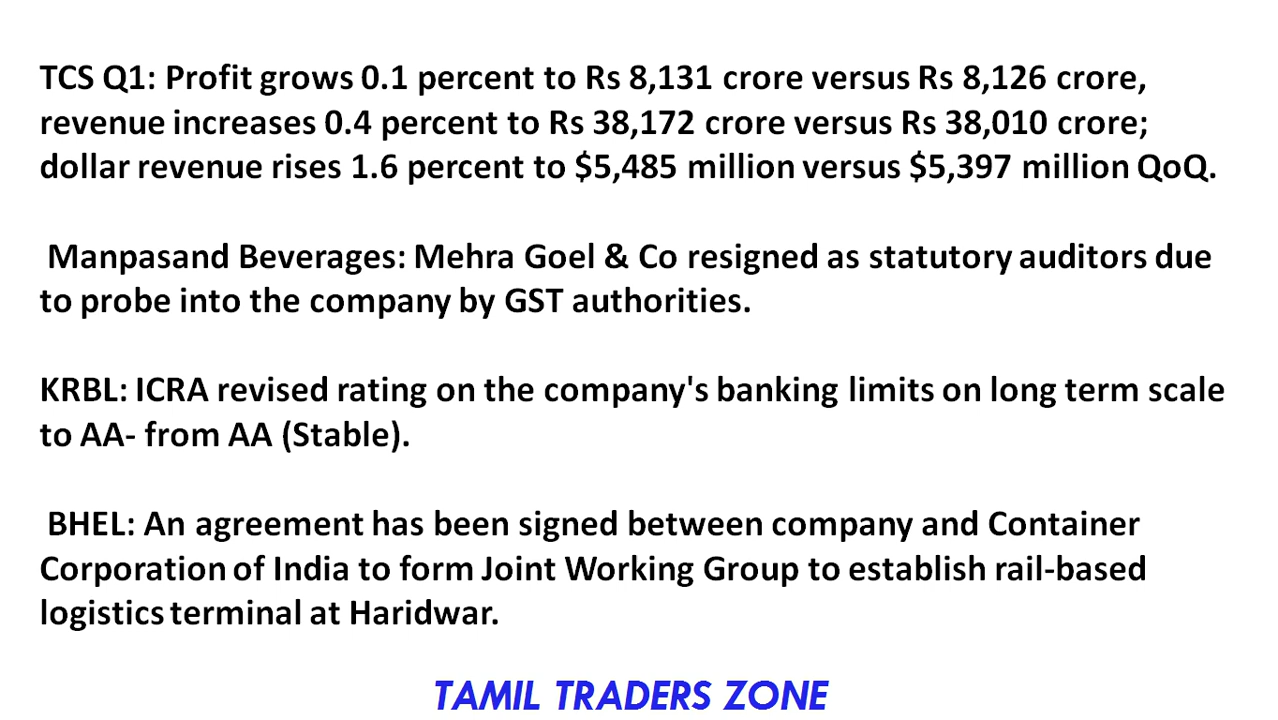 TCS Q1: Profit grows 0.1 percent to Rs 8,131 crore versus Rs 8,126 crore,
revenue increases 0.4 percent to Rs 38,172 crore versus Rs 38,010 crore;
dollar revenue rises 1.6 percent to $5,485 million versus $5,397 million QoQ.
Manpasand Beverages: Mehra Goel & Co resigned as statutory auditors due
to probe into the company by GST authorities.
KRBL: ICRA revised rating on the company's banking limits on long term scale
to AA- from AA (Stable).
BHEL: An agreement has been signed between company and Container
Corporation of India to form Joint Working Group to establish rail-based
logistics terminal at Haridwar.
TAMIL TRADERS ZONE